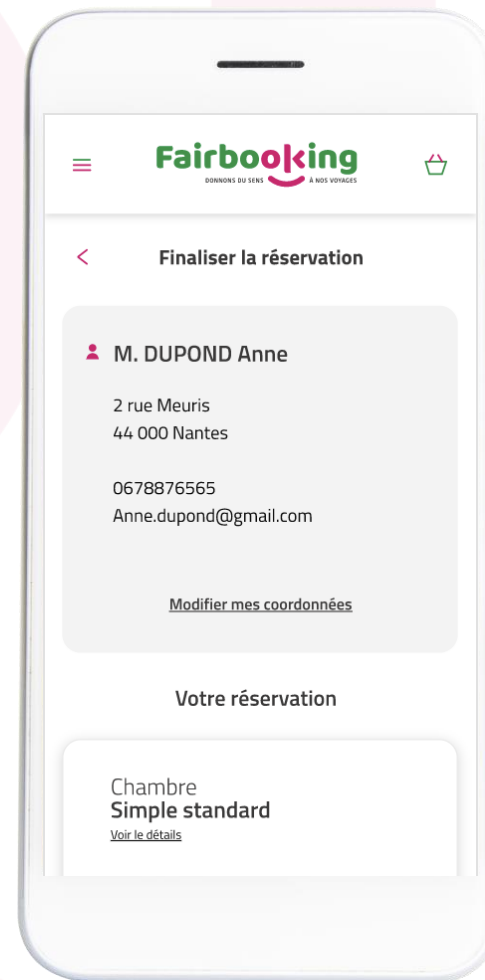 Fairbooking
DONNONS DU SENS À NOS VOYAGES
Finaliser la réservation
M. DUPOND Anne
2 rue Meuris
44 000 Nantes
0678876565
Anne.dupond@gmail.com
Modifier mes coordonnées
Votre réservation
Chambre
Simple standard
Voir le détails